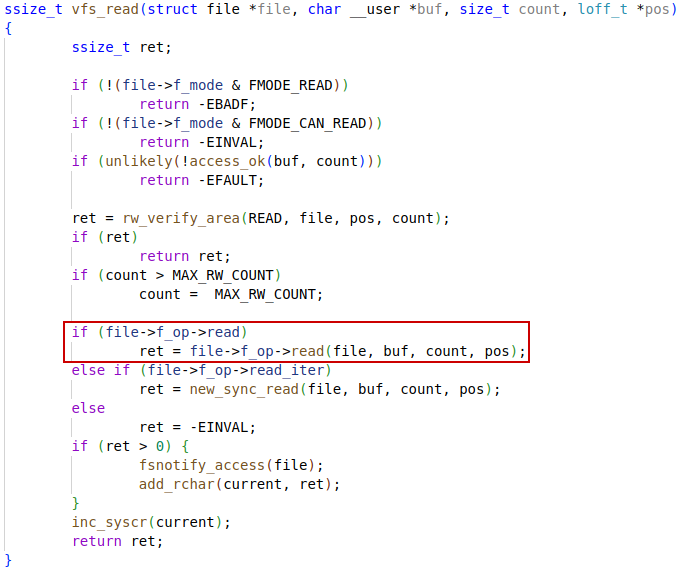 ssize_t vfs_read(struct file *file, char __user *buf, size_t count, loff_t *pos)
{
ssize_t ret;
if (!(file->f_mode & FMODE_READ))
return -EBADF;
if (!(file->f_mode & FMODE_CAN_READ))
return -EINVAL;
if (unlikely(!access_ok(buf, count)))
return -EFAULT;
ret = rw_verify_area(READ, file, pos, count);
if (ret)
return ret;
if (count > MAX_RW_COUNT)
count =  MAX_RW_COUNT;
if (file->f_op->read)
ret = file->f_op->read(file, buf, count, pos);
else if (file->f_op->read_iter)
ret = new_sync_read(file, buf, count, pos);
else
ret = -EINVAL;
if (ret > 0) {
fsnotify_access(file);
add_rchar(current, ret);
}
inc_syscr(current);
return ret;
}